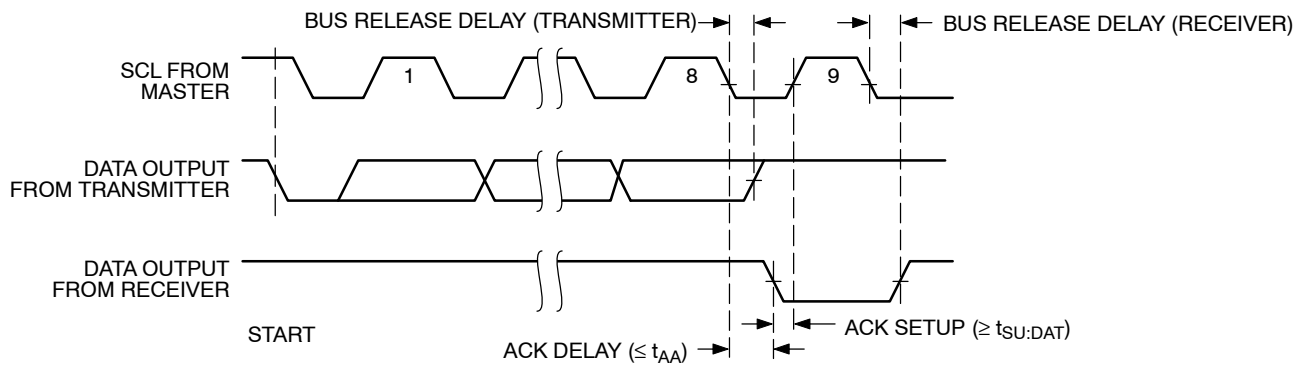 BUS RELEASE DELAY (TRANSMITTER)
BUS RELEASE DELAY (RECEIVER)
SCL FROM
MASTER
1
8
9
DATA OUTPUT
FROM TRANSMITTER
DATA OUTPUT
FROM RECEIVER
START
ACK SETUP (≥ tSU:DAT)
ACK DELAY (≤ tAA)